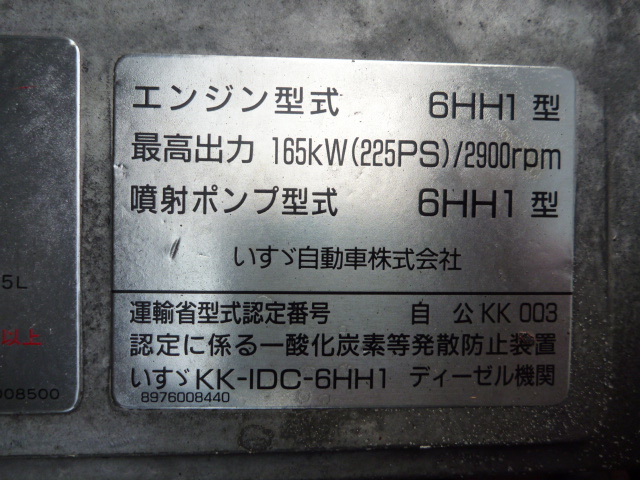 エンジン型式 6HH1 型
最高出力 165kW(225PS)/2900rpm
噴射ポンプ型式 6HH1 型
いすゞ自動車株式会社
運輸省型式認定番号 自 公 KK 003
認定に係る一酸化炭素等発散防止装置
いすゞKK-IDC-6HH1 ディーゼル機関
8976008440
5L
以上
008500